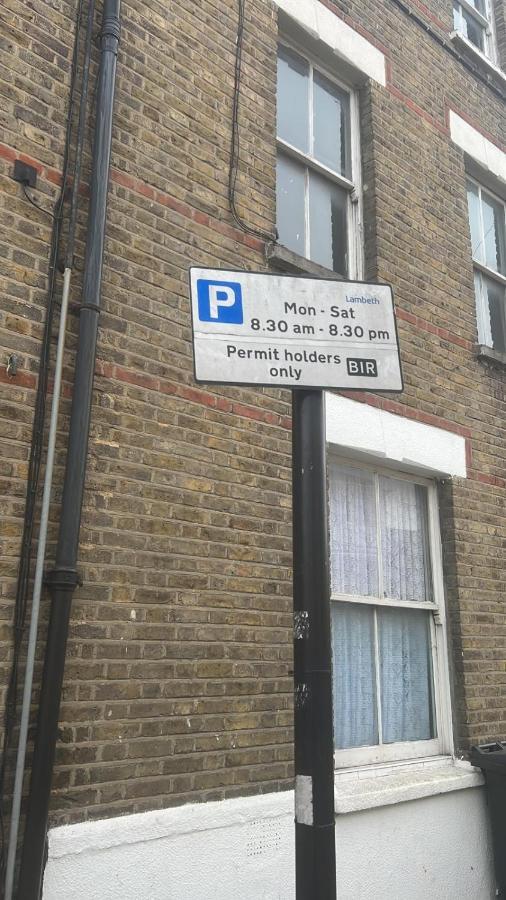 P
Lambeth
Mon - Sat
8.30 am - 8.30 pm
Permit holders
only
BIR